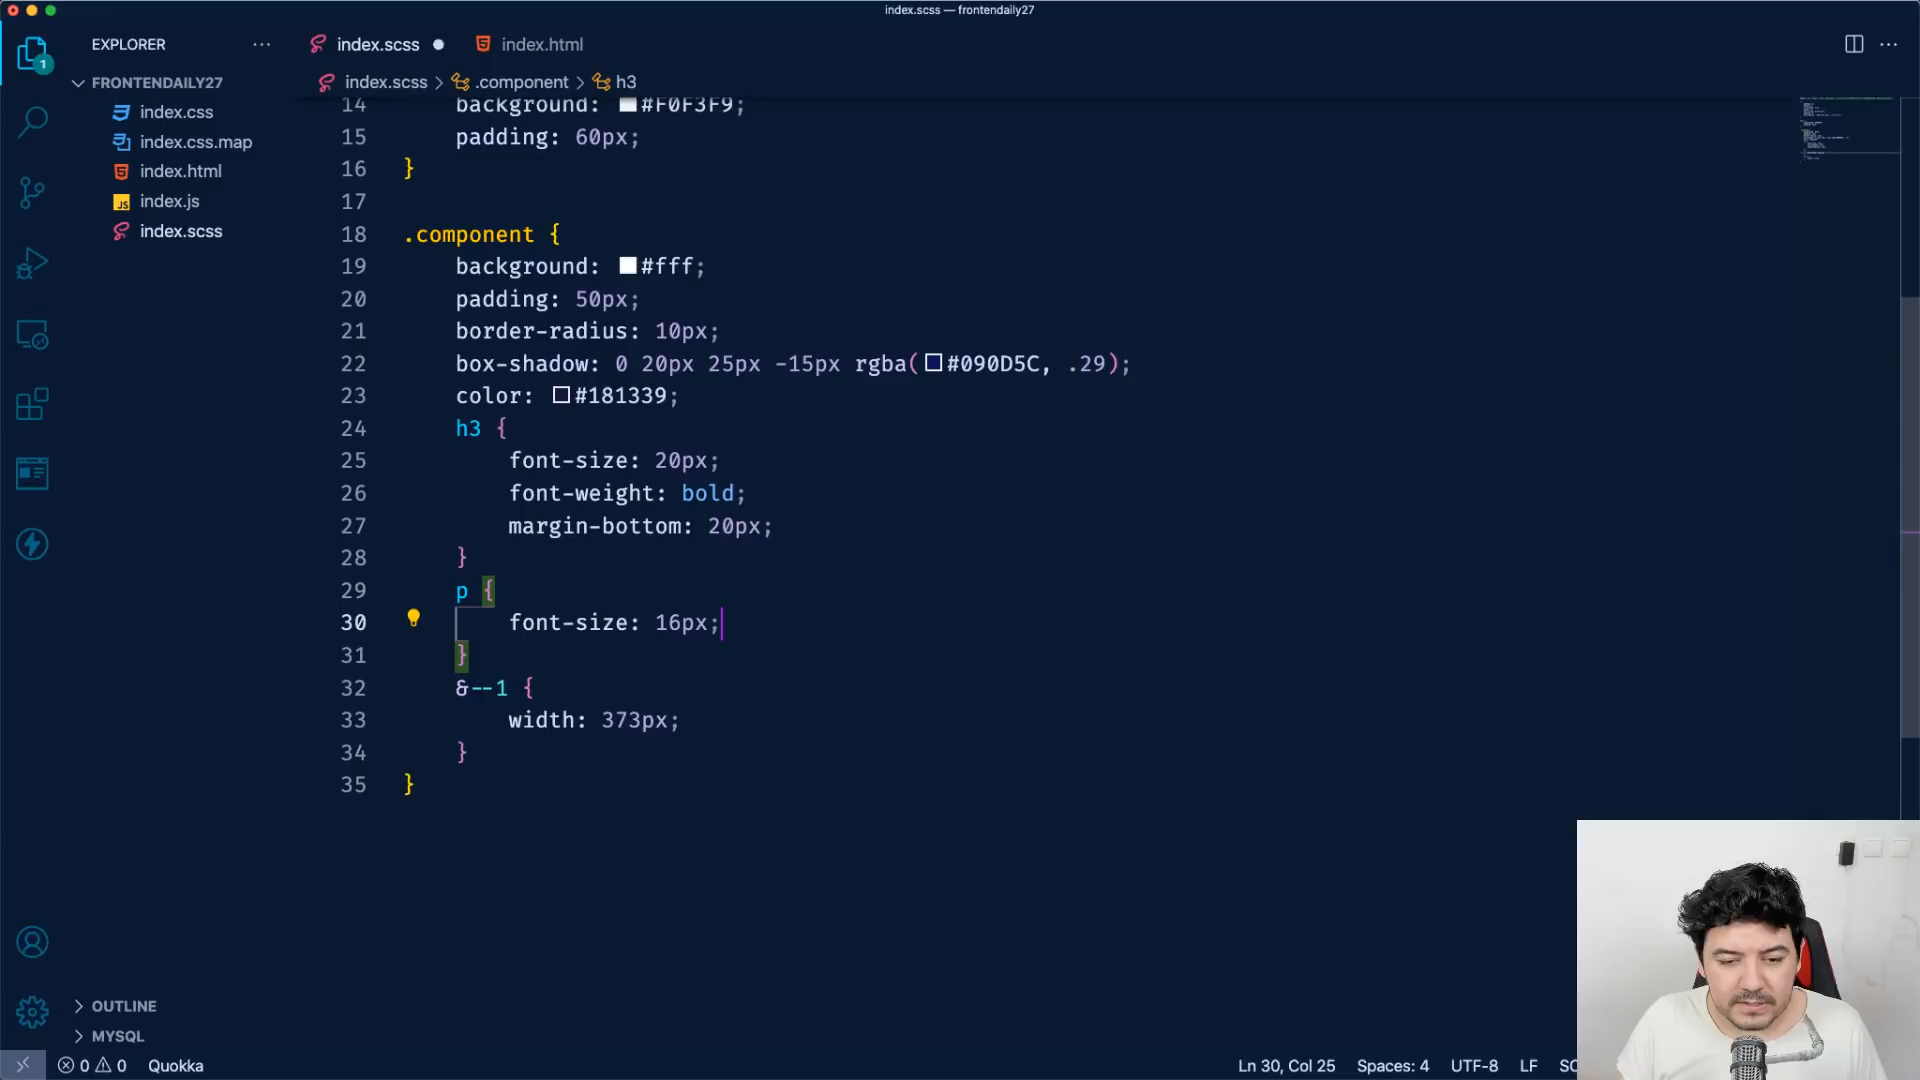 index.scss — frontendaily27
EXPLORER
index.scss
index.html
FRONTENDAILY27
index.css
index.css.map
index.html
JS index.js
index.scss
index.scss > .component > h3
14 background: #F0F3F9;
15 padding: 60px;
16 }
17
18 .component {
19 background: #fff;
20 padding: 50px;
21 border-radius: 10px;
22 box-shadow: 0 20px 25px -15px rgba(#090D5C, .29);
23 color: #181339;
24 h3 {
25 font-size: 20px;
26 font-weight: bold;
27 margin-bottom: 20px;
28 }
29 p {
30 font-size: 16px;
31 }
32 &--1 {
33 width: 373px;
34 }
35 }
1
OUTLINE
MYSQL
0 0 Quokka
Ln 30, Col 25 Spaces: 4 UTF-8 LF